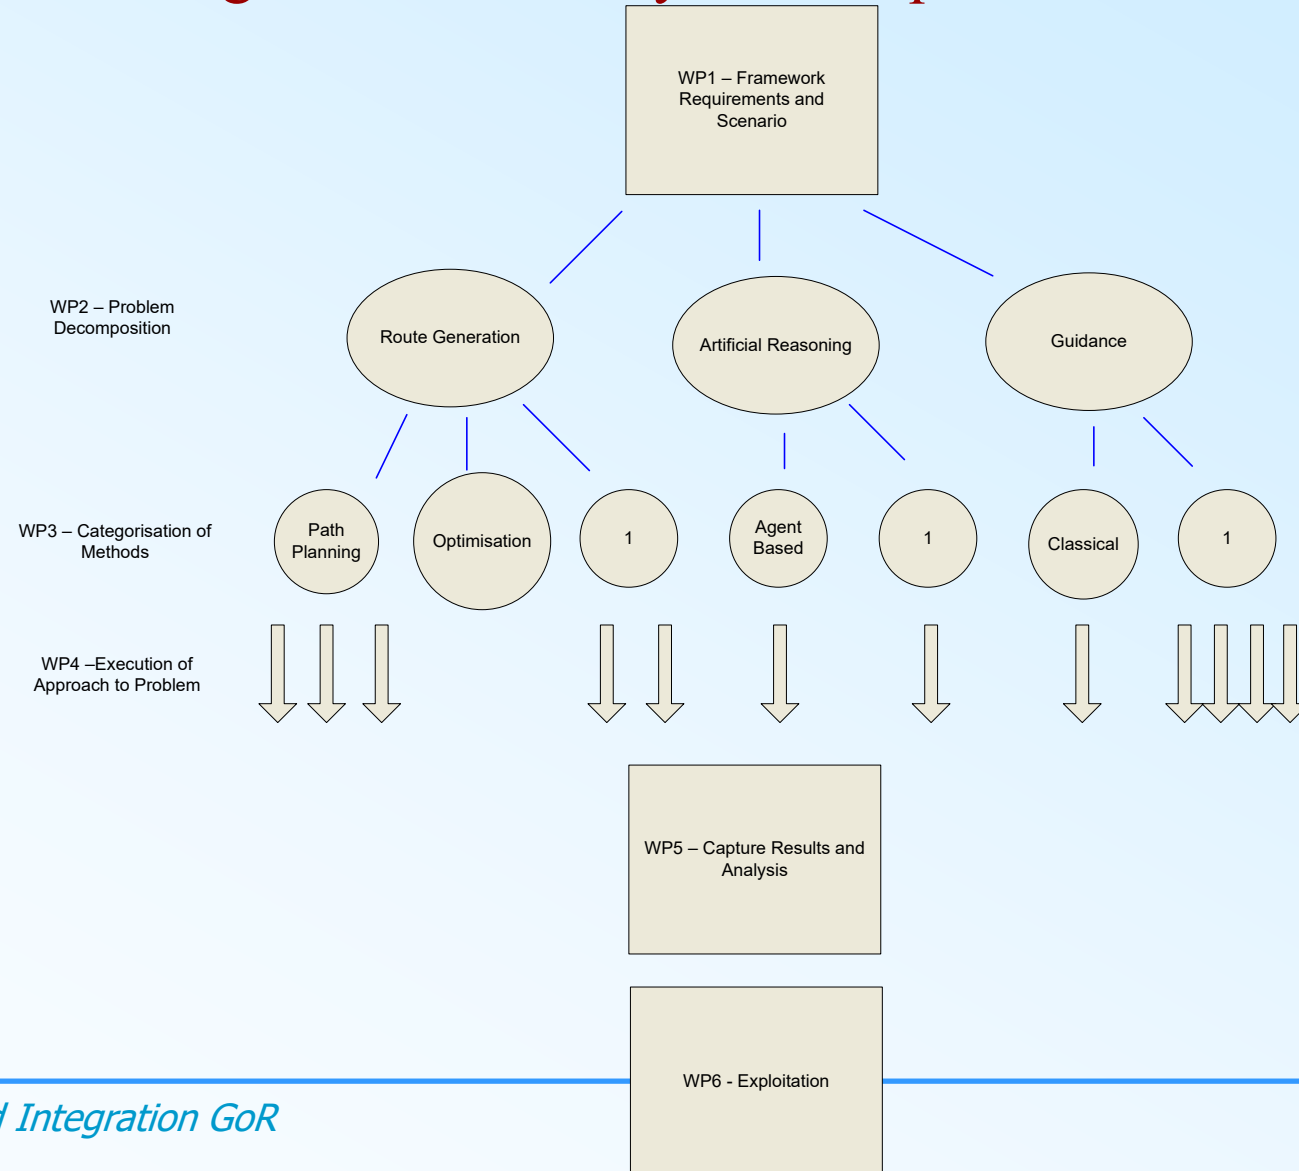 WP1 – Framework
Requirements and
Scenario
WP2 – Problem
Decomposition
Route Generation
Artificial Reasoning
Guidance
WP3 – Categorisation of
Methods
Path
Planning
Optimisation
1
Agent
Based
1
Classical
1
WP4 –Execution of
Approach to Problem
WP5 – Capture Results and
Analysis
WP6 - Exploitation
Integration GoR